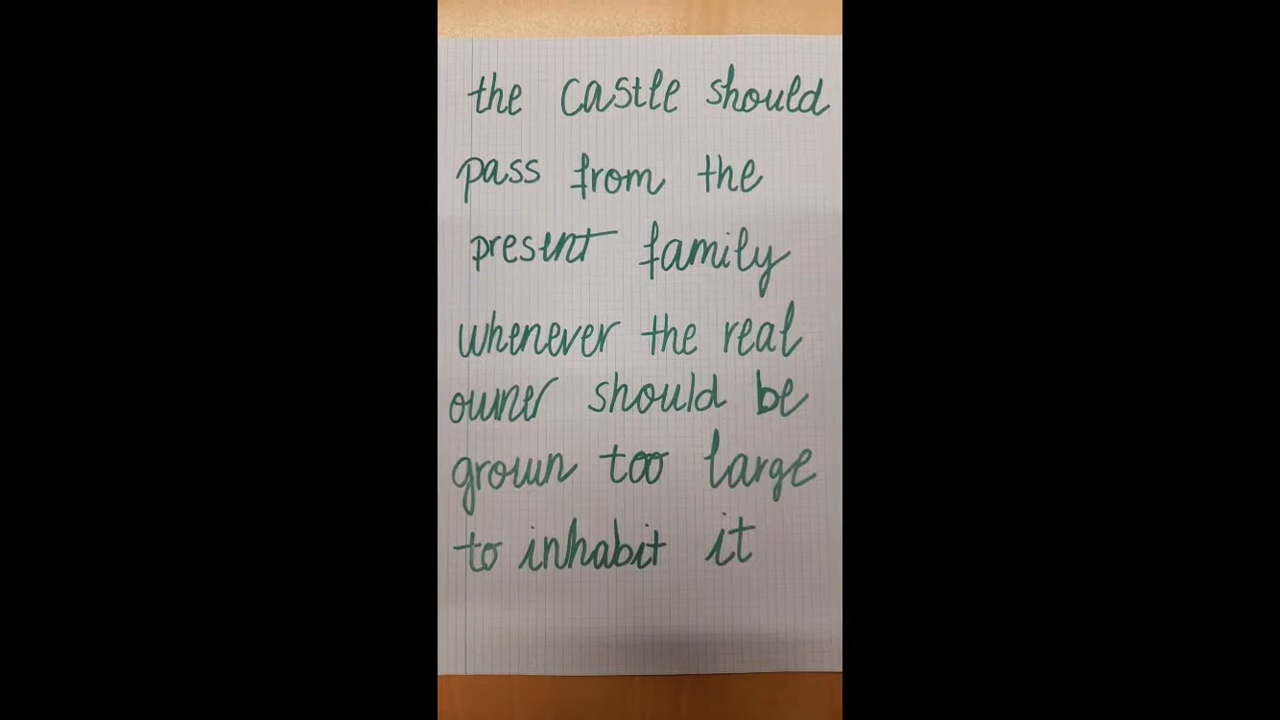 the castle should
pass from the
present family
whenever the real
owner should be
grown too large
to inhabit it